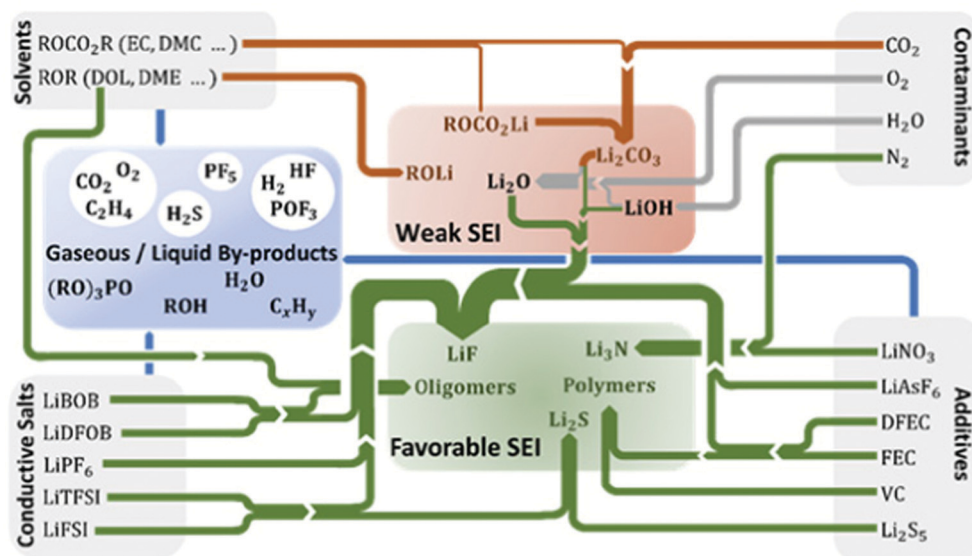 Solvents
ROCO₂R (EC, DMC ...)
ROR (DOL, DME ...)
Contaminants
CO₂
O₂
H₂O
N₂
ROCO₂Li
Li₂CO₃
ROLi
Li₂O
LiOH
Weak SEI
CO₂ O₂
C₂H₄
PF₅
H₂S
H₂ HF
POF₃
Gaseous / Liquid By-products
(RO)₃PO
H₂O
ROH
CₓHᵧ
LiF
Li₃N
Oligomers
Polymers
Li₂S
Favorable SEI
Conductive Salts
LiBOB
LiDFOB
LiPF₆
LiTFSI
LiFSI
Additives
LiNO₃
LiAsF₆
DFEC
FEC
VC
Li₂S₅